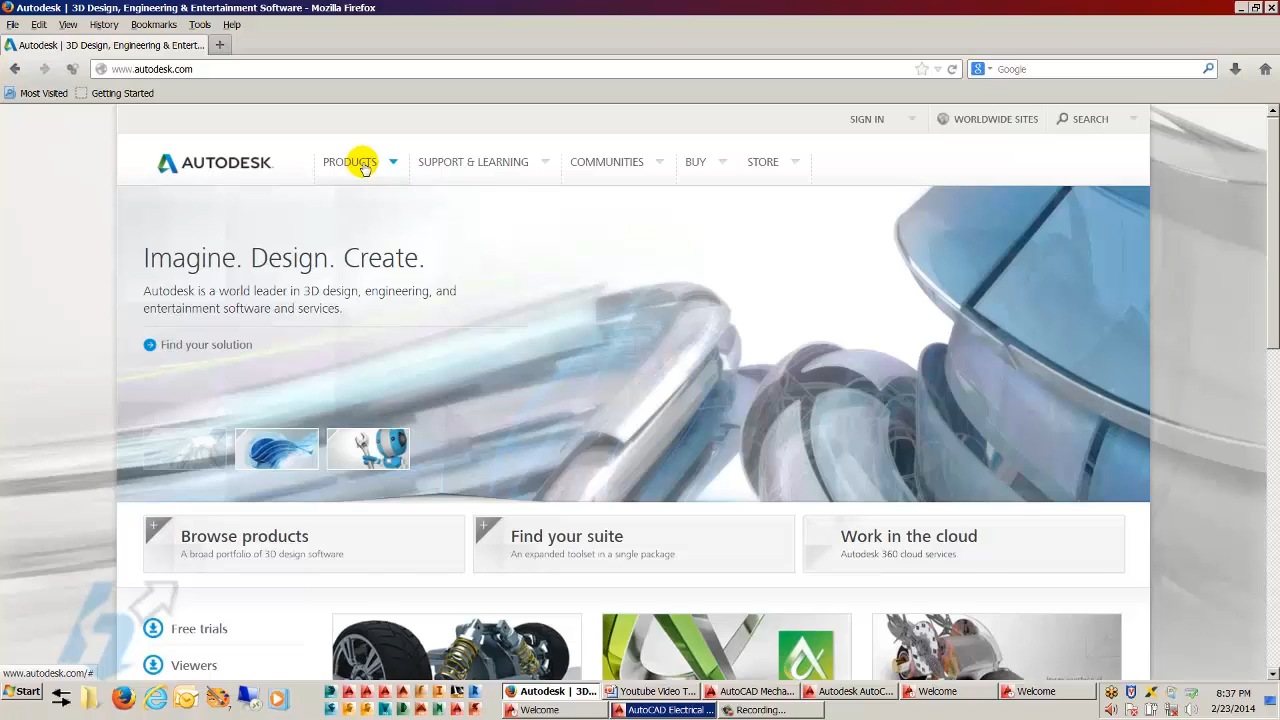 Autodesk | 3D Design, Engineering & Entertainment Software - Mozilla Firefox
File Edit View History Bookmarks Tools Help
Autodesk | 3D Design, Engineering & Entert...
www.autodesk.com
Google
Most Visited Getting Started
SIGN IN WORLDWIDE SITES SEARCH
AUTODESK.
PRODUCTS SUPPORT & LEARNING COMMUNITIES BUY STORE
Imagine. Design. Create.
Autodesk is a world leader in 3D design, engineering, and
entertainment software and services.
Find your solution
Browse products
A broad portfolio of 3D design software
Find your suite
An expanded toolset in a single package
Work in the cloud
Autodesk 360 cloud services
Free trials
Viewers
www.autodesk.com/#
Start
Autodesk | 3D... Youtube Video T... AutoCAD Mecha... Autodesk AutoC... Welcome Welcome
Welcome AutoCAD Electrical ... Recording...
8:37 PM
2/23/2014